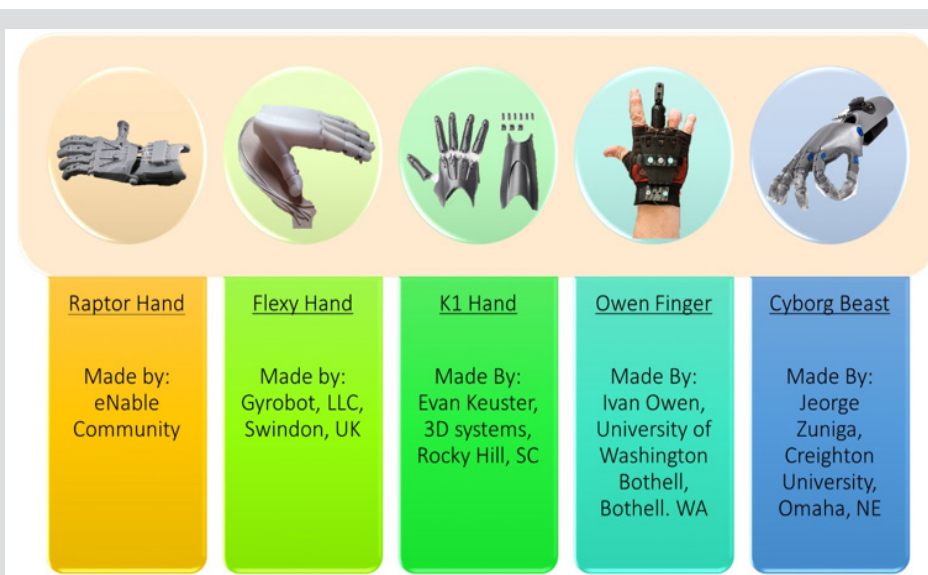 Raptor Hand
Made by:
eNable
Community
Flexy Hand
Made by:
Gyrobot, LLC,
Swindon, UK
K1 Hand
Made By:
Evan Keuster,
3D systems,
Rocky Hill, SC
Owen Finger
Made By:
Ivan Owen,
University of
Washington
Bothell,
Bothell. WA
Cyborg Beast
Made By:
Jeorge
Zuniga,
Creighton
University,
Omaha, NE